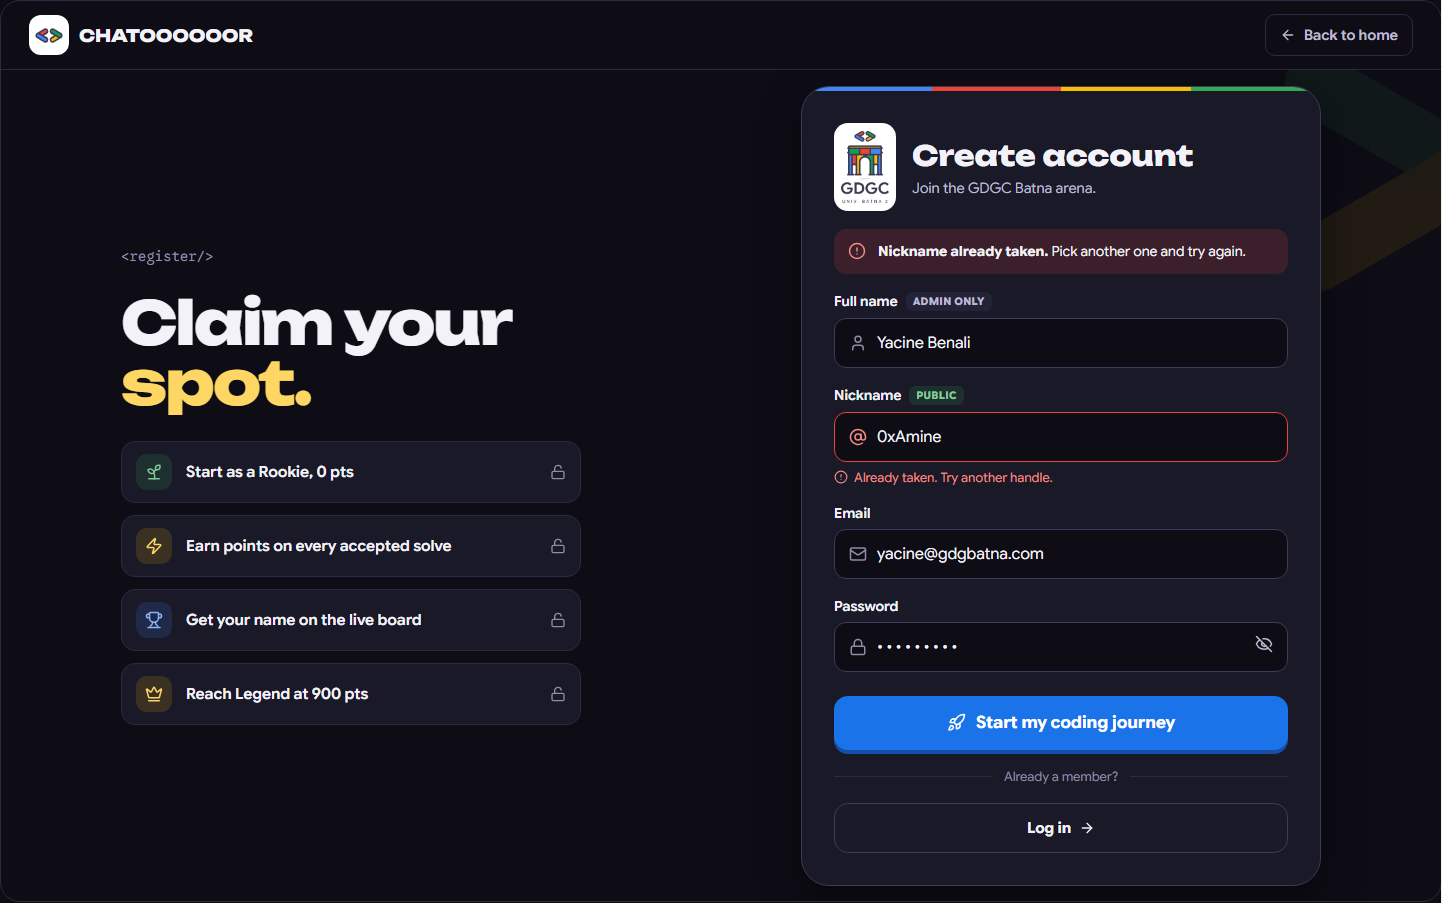 CHATOOOOOOR
Back to home
<register/>
Claim your
spot.
Start as a Rookie, 0 pts
Earn points on every accepted solve
Get your name on the live board
Reach Legend at 900 pts
GDGC
UNIV. BATNA 2
Create account
Join the GDGC Batna arena.
Nickname already taken. Pick another one and try again.
Full name ADMIN ONLY
Yacine Benali
Nickname PUBLIC
0xAmine
Already taken. Try another handle.
Email
yacine@gdgbatna.com
Password
•••••••••
Start my coding journey
Already a member?
Log in